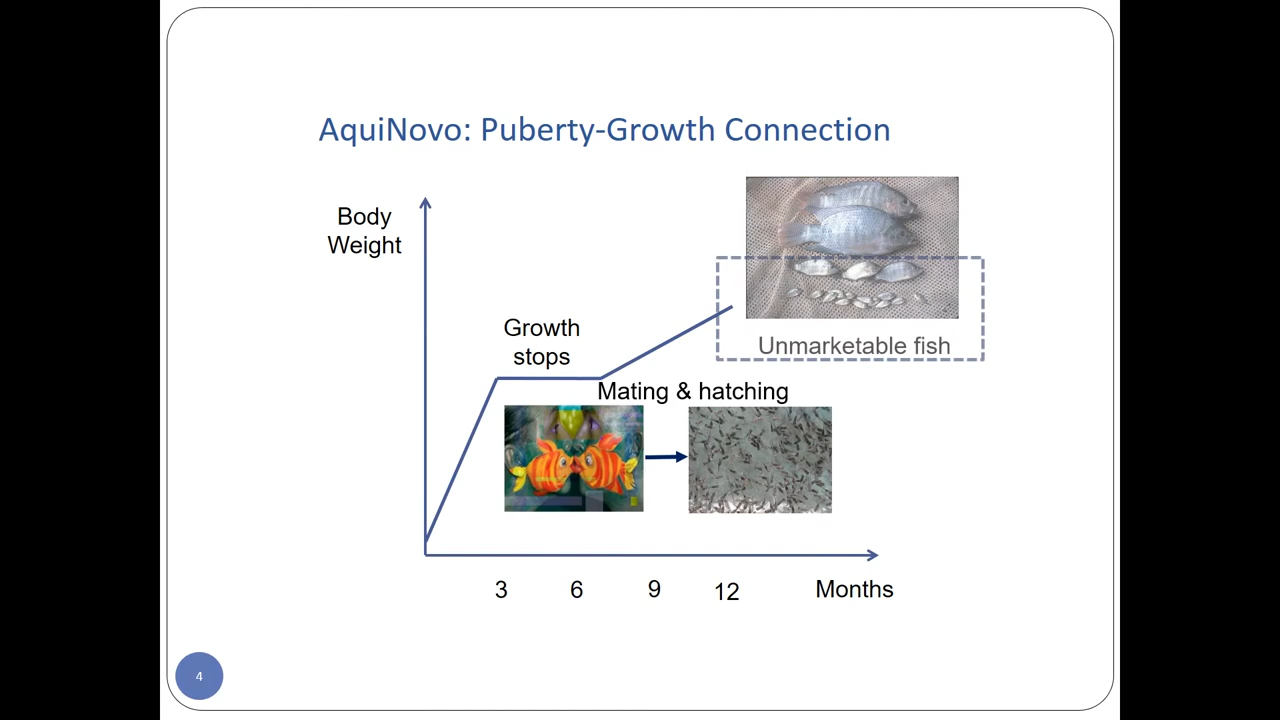 AquiNovo: Puberty-Growth Connection
Body
Weight
Growth
stops
Unmarketable fish
Mating & hatching
3 6 9 12 Months
4